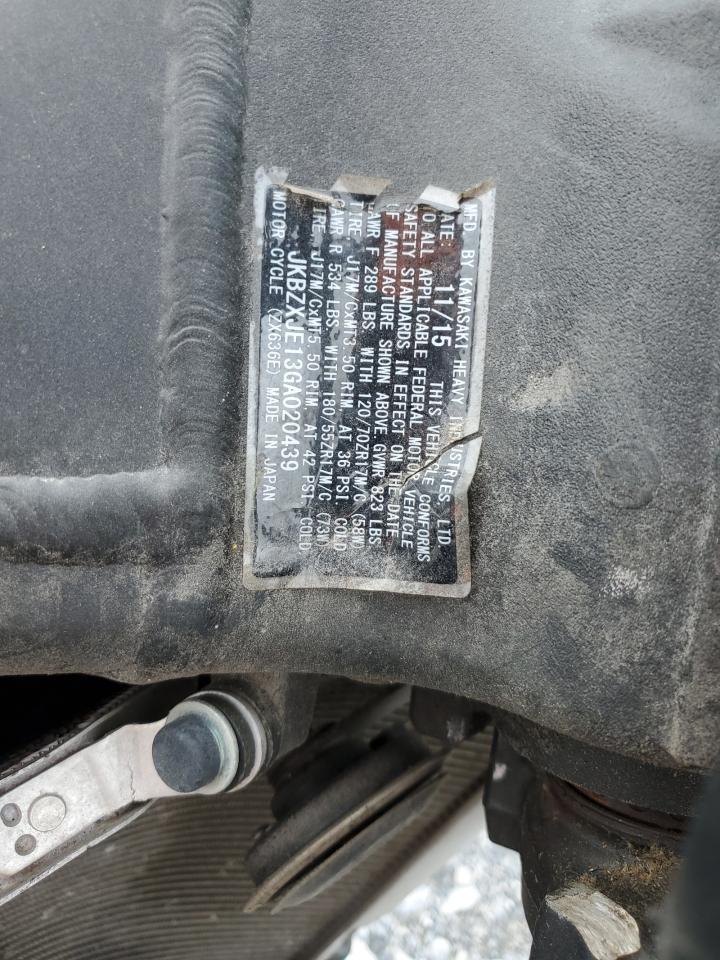 MFD. BY KAWASAKI HEAVY INDUSTRIES, LTD
ATE: 11/15 THIS VEHICLE CONFORMS
TO ALL APPLICABLE FEDERAL MOTOR VEHICLE
SAFETY STANDARDS IN EFFECT ON THE DATE
OF MANUFACTURE SHOWN ABOVE. GVWR 823 LBS
GAWR F 289 LBS. WITH 120/70ZR17M/C (58W)
TIRE. J17M/CxMT3.50 RIM. AT 36 PSI COLD
GAWR. R 534 LBS. WITH 180/55ZR17M/C (73W)
TIRE. J17M/CxMT5.50 RIM. AT 42 PSI COLD
JKBZXJE13GA020439
MOTOR CYCLE (ZX636E) MADE IN JAPAN